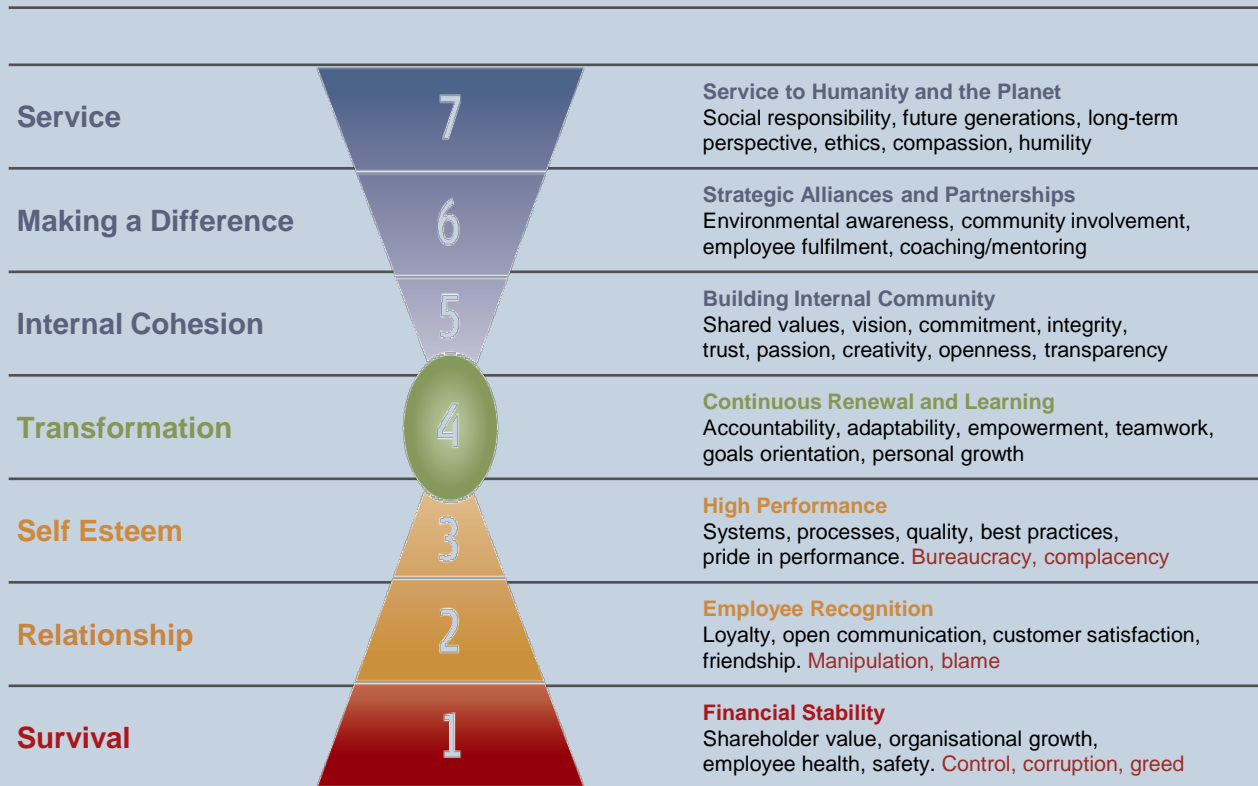 Service
7
Service to Humanity and the Planet
Social responsibility, future generations, long-term
perspective, ethics, compassion, humility
Making a Difference
6
Strategic Alliances and Partnerships
Environmental awareness, community involvement,
employee fulfilment, coaching/mentoring
Internal Cohesion
5
Building Internal Community
Shared values, vision, commitment, integrity,
trust, passion, creativity, openness, transparency
Transformation
4
Continuous Renewal and Learning
Accountability, adaptability, empowerment, teamwork,
goals orientation, personal growth
Self Esteem
3
High Performance
Systems, processes, quality, best practices,
pride in performance. Bureaucracy, complacency
Relationship
2
Employee Recognition
Loyalty, open communication, customer satisfaction,
friendship. Manipulation, blame
Survival
1
Financial Stability
Shareholder value, organisational growth,
employee health, safety. Control, corruption, greed